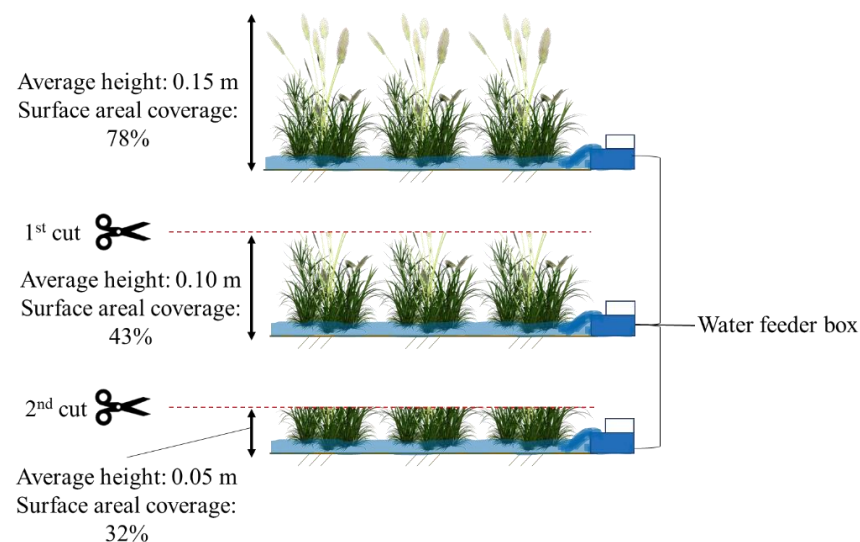 Average height: 0.15 m
Surface areal coverage:
78%
1st cut
Average height: 0.10 m
Surface areal coverage:
43%
Water feeder box
2nd cut
Average height: 0.05 m
Surface areal coverage:
32%